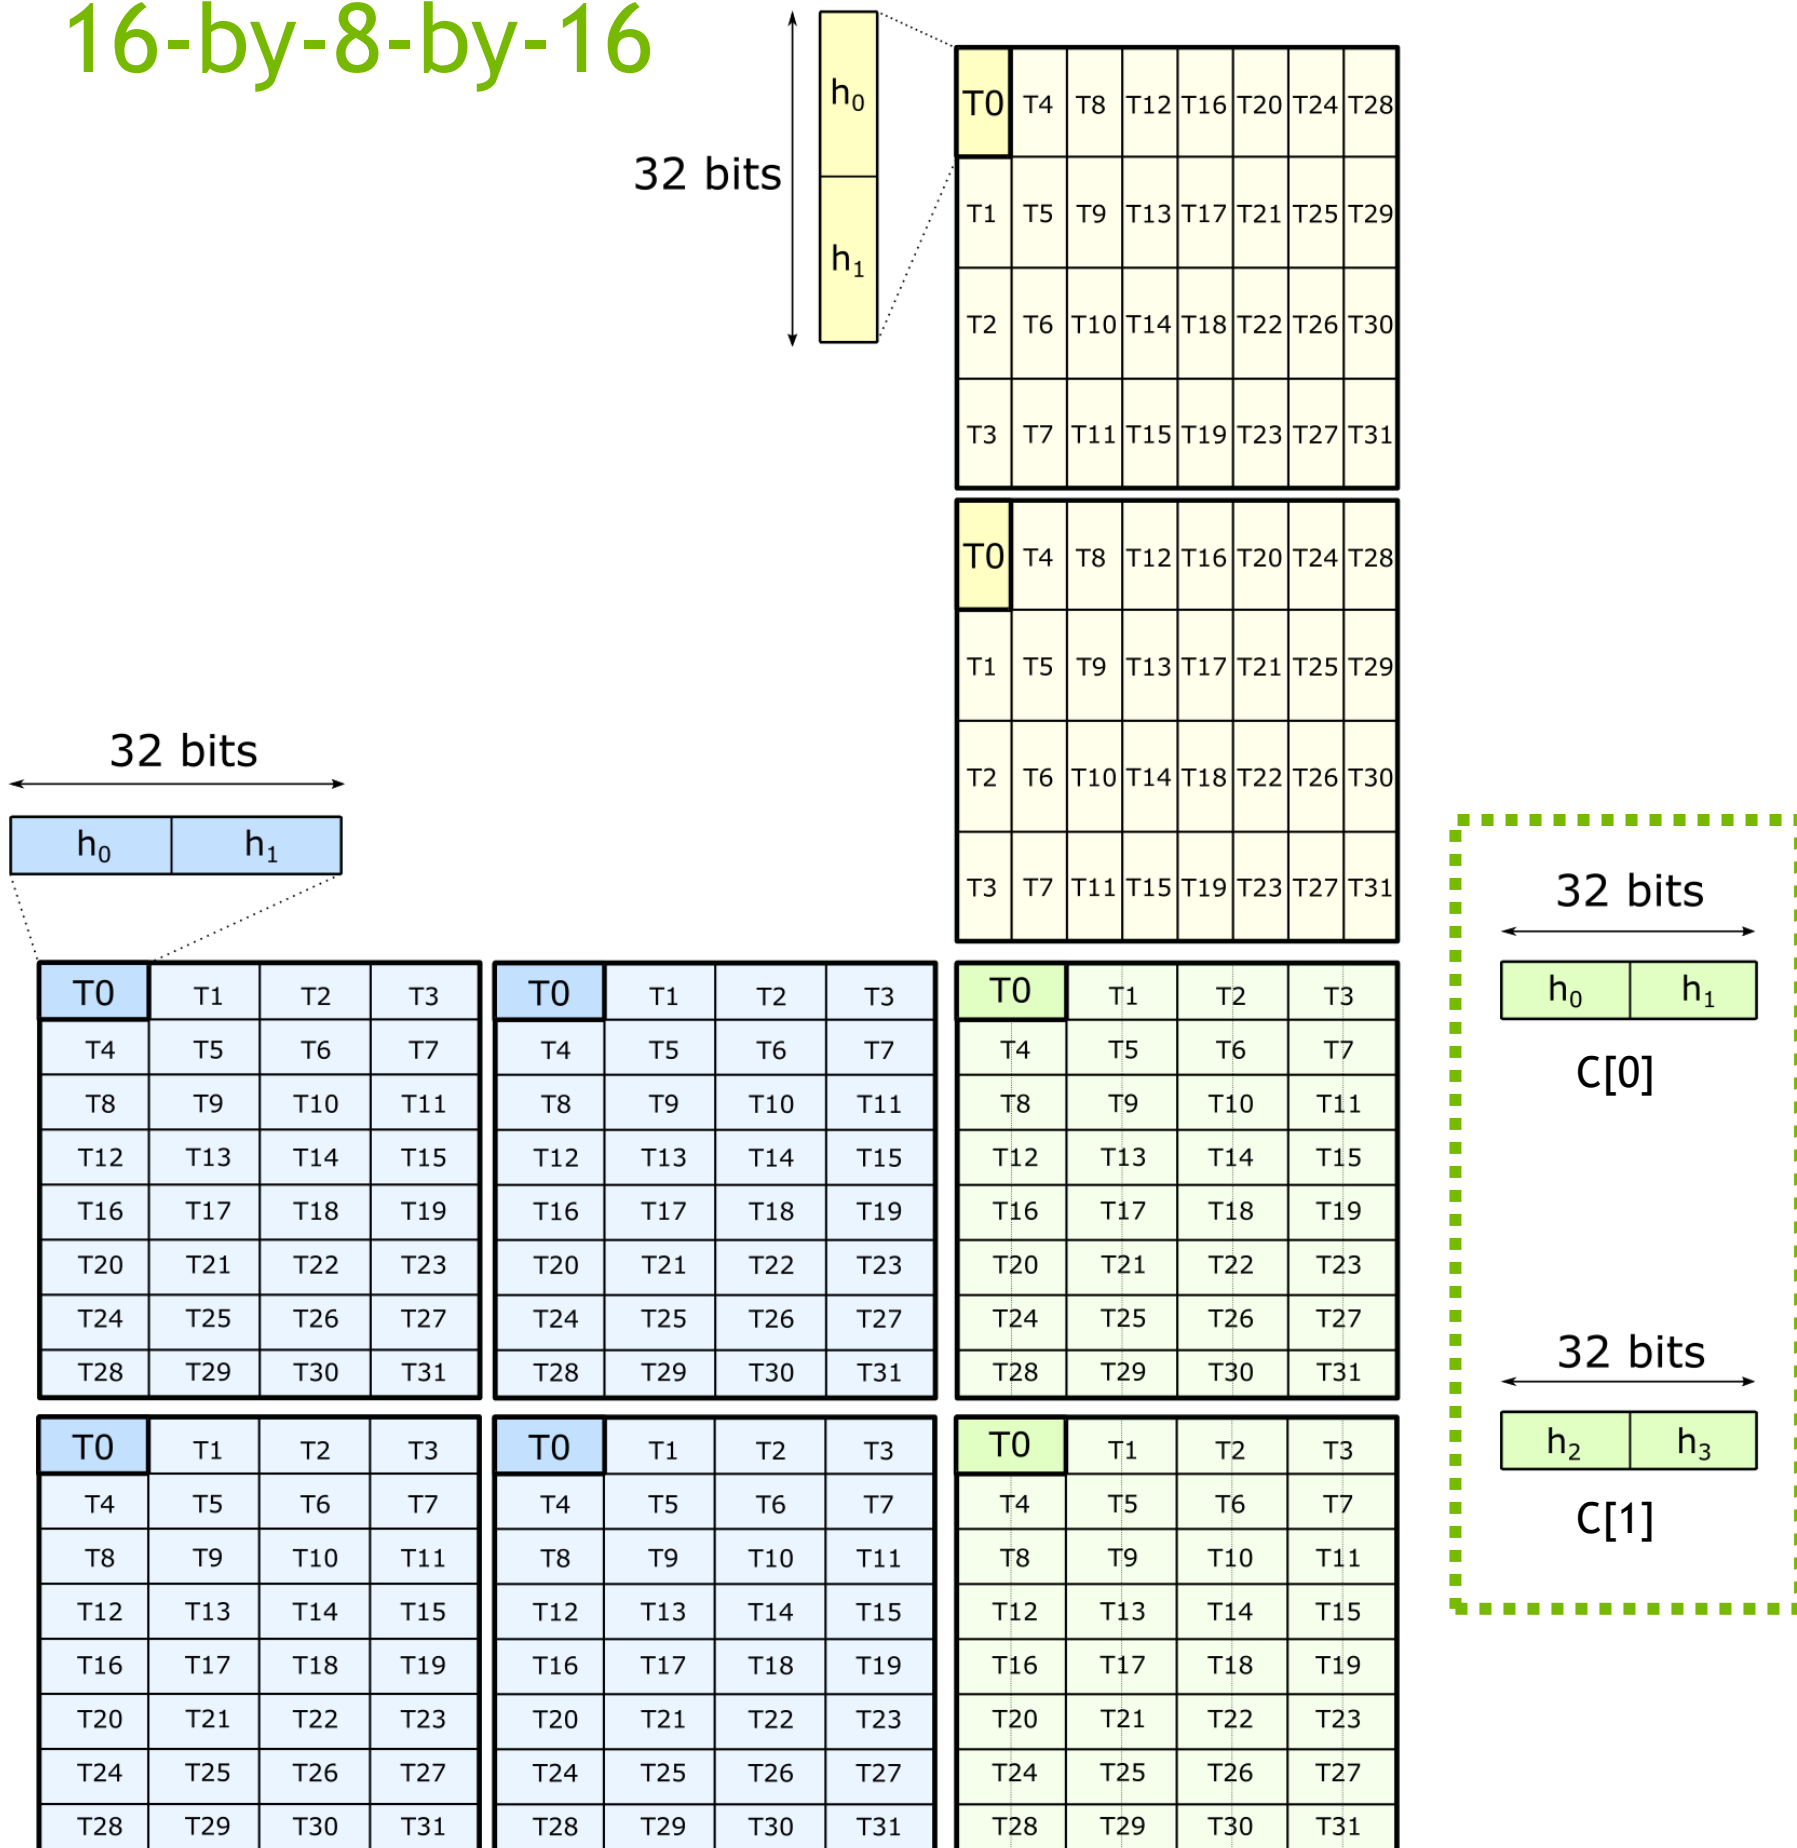 16-by-8-by-16
h₀
32 bits
h₁
T0 T4 T8 T12 T16 T20 T24 T28
T1 T5 T9 T13 T17 T21 T25 T29
T2 T6 T10 T14 T18 T22 T26 T30
T3 T7 T11 T15 T19 T23 T27 T31
T0 T4 T8 T12 T16 T20 T24 T28
T1 T5 T9 T13 T17 T21 T25 T29
T2 T6 T10 T14 T18 T22 T26 T30
T3 T7 T11 T15 T19 T23 T27 T31
32 bits
h₀ h₁
T0 T1 T2 T3 T0 T1 T2 T3 T0 T1 T2 T3
T4 T5 T6 T7 T4 T5 T6 T7 T4 T5 T6 T7
T8 T9 T10 T11 T8 T9 T10 T11 T8 T9 T10 T11
T12 T13 T14 T15 T12 T13 T14 T15 T12 T13 T14 T15
T16 T17 T18 T19 T16 T17 T18 T19 T16 T17 T18 T19
T20 T21 T22 T23 T20 T21 T22 T23 T20 T21 T22 T23
T24 T25 T26 T27 T24 T25 T26 T27 T24 T25 T26 T27
T28 T29 T30 T31 T28 T29 T30 T31 T28 T29 T30 T31
T0 T1 T2 T3 T0 T1 T2 T3 T0 T1 T2 T3
T4 T5 T6 T7 T4 T5 T6 T7 T4 T5 T6 T7
T8 T9 T10 T11 T8 T9 T10 T11 T8 T9 T10 T11
T12 T13 T14 T15 T12 T13 T14 T15 T12 T13 T14 T15
T16 T17 T18 T19 T16 T17 T18 T19 T16 T17 T18 T19
T20 T21 T22 T23 T20 T21 T22 T23 T20 T21 T22 T23
T24 T25 T26 T27 T24 T25 T26 T27 T24 T25 T26 T27
T28 T29 T30 T31 T28 T29 T30 T31 T28 T29 T30 T31
32 bits
h₀ h₁
C[0]
32 bits
h₂ h₃
C[1]